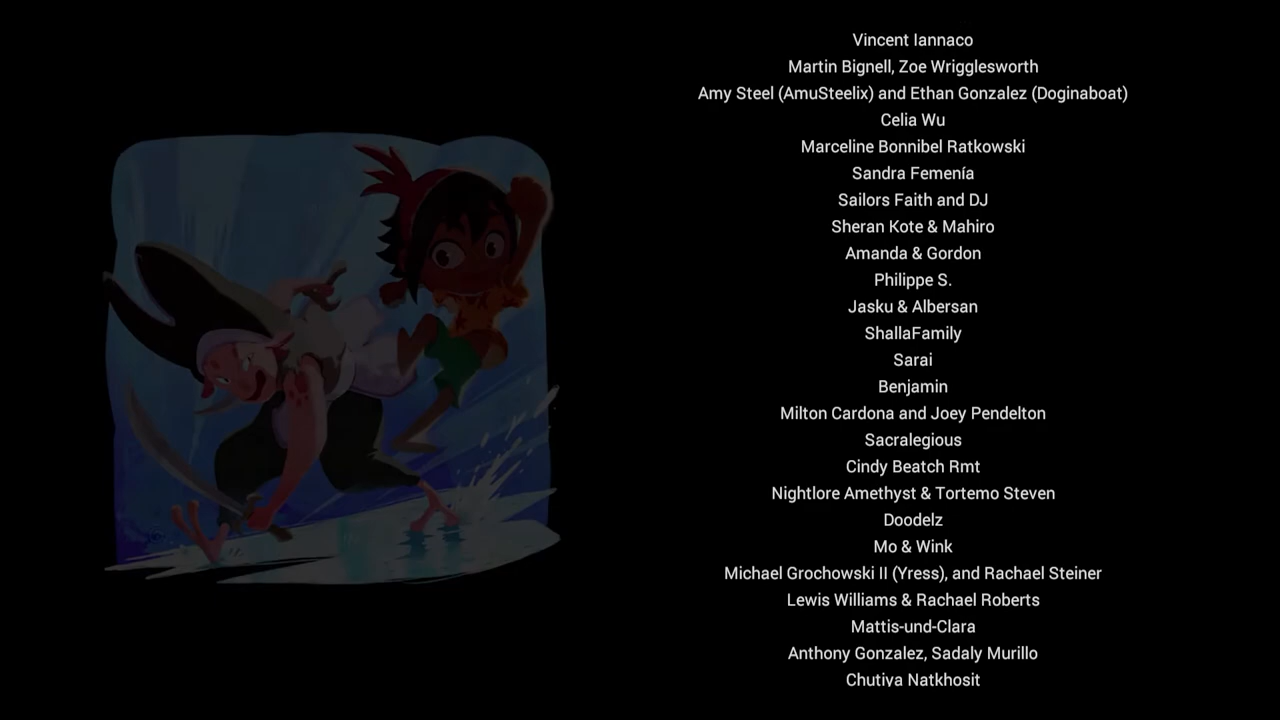 Vincent Iannaco
Martin Bignell, Zoe Wrigglesworth
Amy Steel (AmuSteelix) and Ethan Gonzalez (Doginaboat)
Celia Wu
Marceline Bonnibel Ratkowski
Sandra Femenía
Sailors Faith and DJ
Sheran Kote & Mahiro
Amanda & Gordon
Philippe S.
Jasku & Albersan
ShallaFamily
Sarai
Benjamin
Milton Cardona and Joey Pendelton
Sacralegious
Cindy Beatch Rmt
Nightlore Amethyst & Tortemo Steven
Doodelz
Mo & Wink
Michael Grochowski II (Yress), and Rachael Steiner
Lewis Williams & Rachael Roberts
Mattis-und-Clara
Anthony Gonzalez, Sadaly Murillo
Chutiya Natkhosit